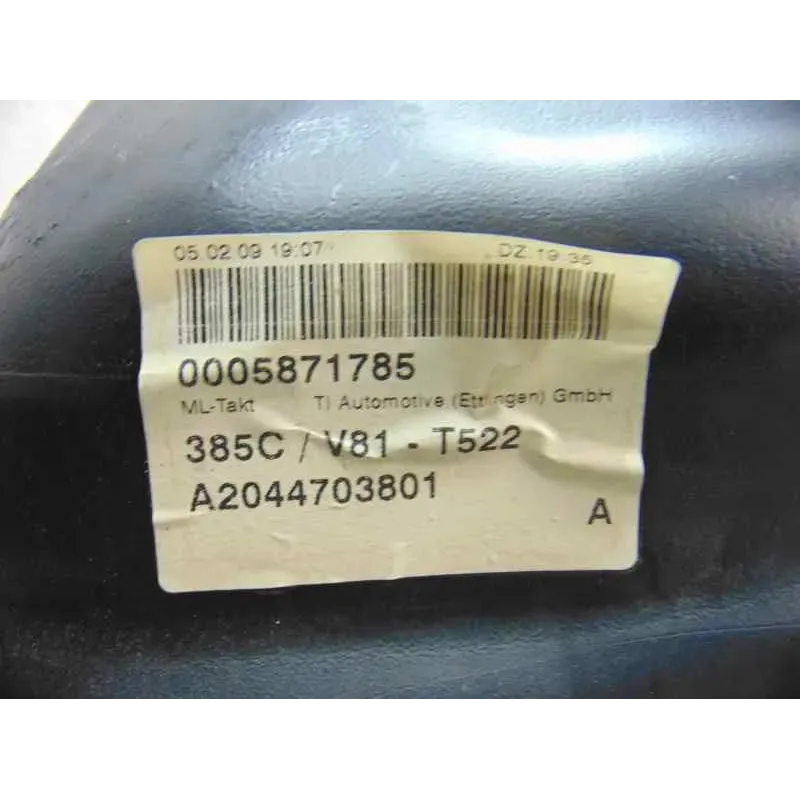 05.02.09 19:07 DZ.19.35
0005871785
ML-Takt TI Automotive (Ettlingen) GmbH
385C / V81 - T522
A2044703801
A